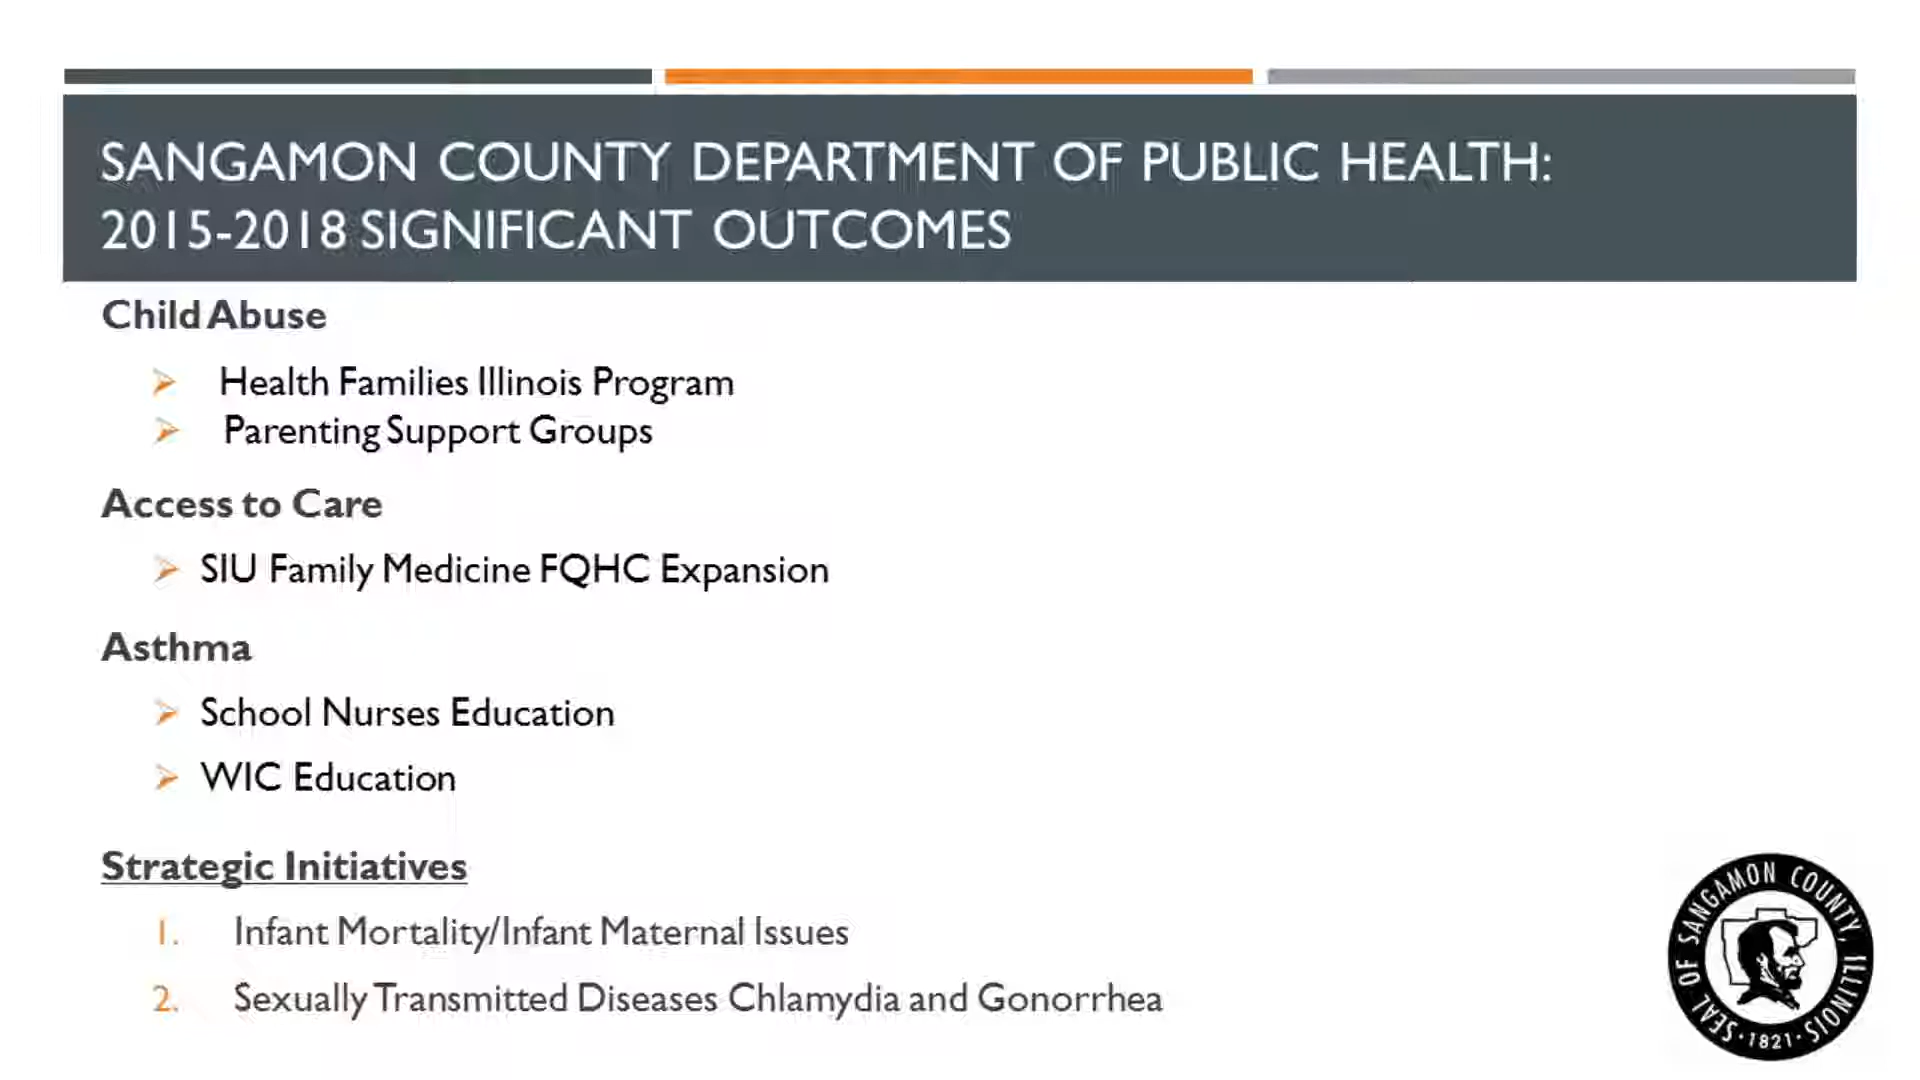 SANGAMON COUNTY DEPARTMENT OF PUBLIC HEALTH:
2015-2018 SIGNIFICANT OUTCOMES
Child Abuse
Health Families Illinois Program
Parenting Support Groups
Access to Care
SIU Family Medicine FQHC Expansion
Asthma
School Nurses Education
WIC Education
Strategic Initiatives
1. Infant Mortality/Infant Maternal Issues
2. Sexually Transmitted Diseases Chlamydia and Gonorrhea
SEAL OF SANGAMON COUNTY, ILLINOIS
· 1821 ·